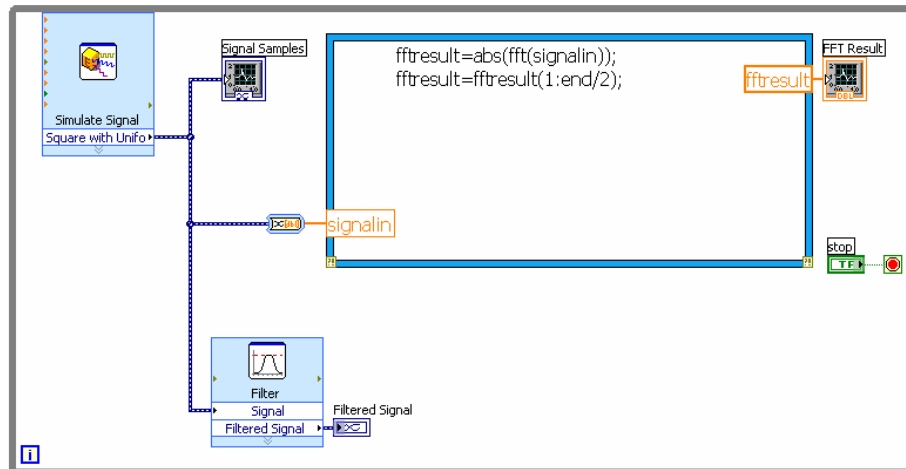 Simulate Signal
Square with Unifo
Signal Samples
fftresult=abs(fft(signalin));
fftresult=fftresult(1:end/2);
fftresult
FFT Result
DBL
signalin
stop
TF
Filter
Signal
Filtered Signal
Filtered Signal
i